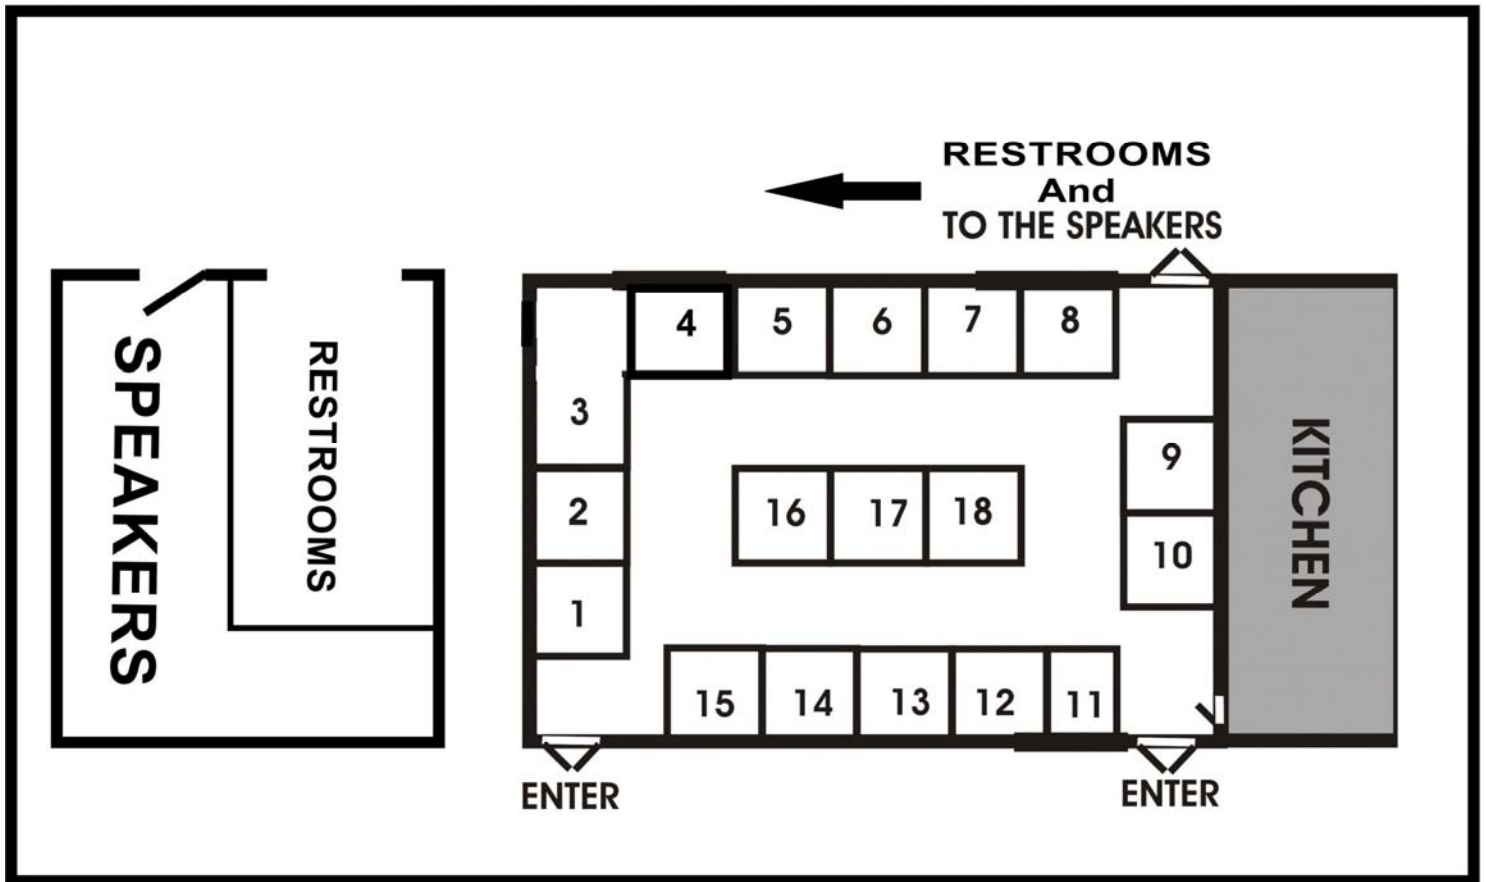 RESTROOMS
And
TO THE SPEAKERS
SPEAKERS
RESTROOMS
4
5
6
7
8
3
9
KITCHEN
2
16
17
18
10
1
15
14
13
12
11
ENTER
ENTER